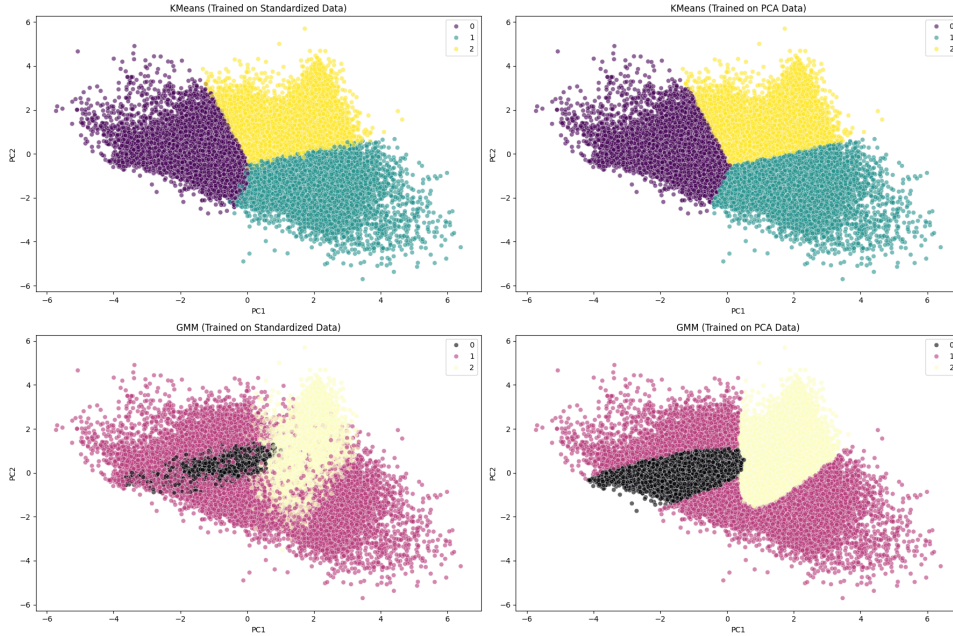 KMeans (Trained on Standardized Data)
6
4
2
0
−2
−4
−6
PC2
−6 −4 −2 0 2 4 6
PC1
0
1
2
KMeans (Trained on PCA Data)
6
4
2
0
−2
−4
−6
PC2
−6 −4 −2 0 2 4 6
PC1
0
1
2
GMM (Trained on Standardized Data)
6
4
2
0
−2
−4
−6
PC2
−6 −4 −2 0 2 4 6
PC1
0
1
2
GMM (Trained on PCA Data)
6
4
2
0
−2
−4
−6
PC2
−6 −4 −2 0 2 4 6
PC1
0
1
2